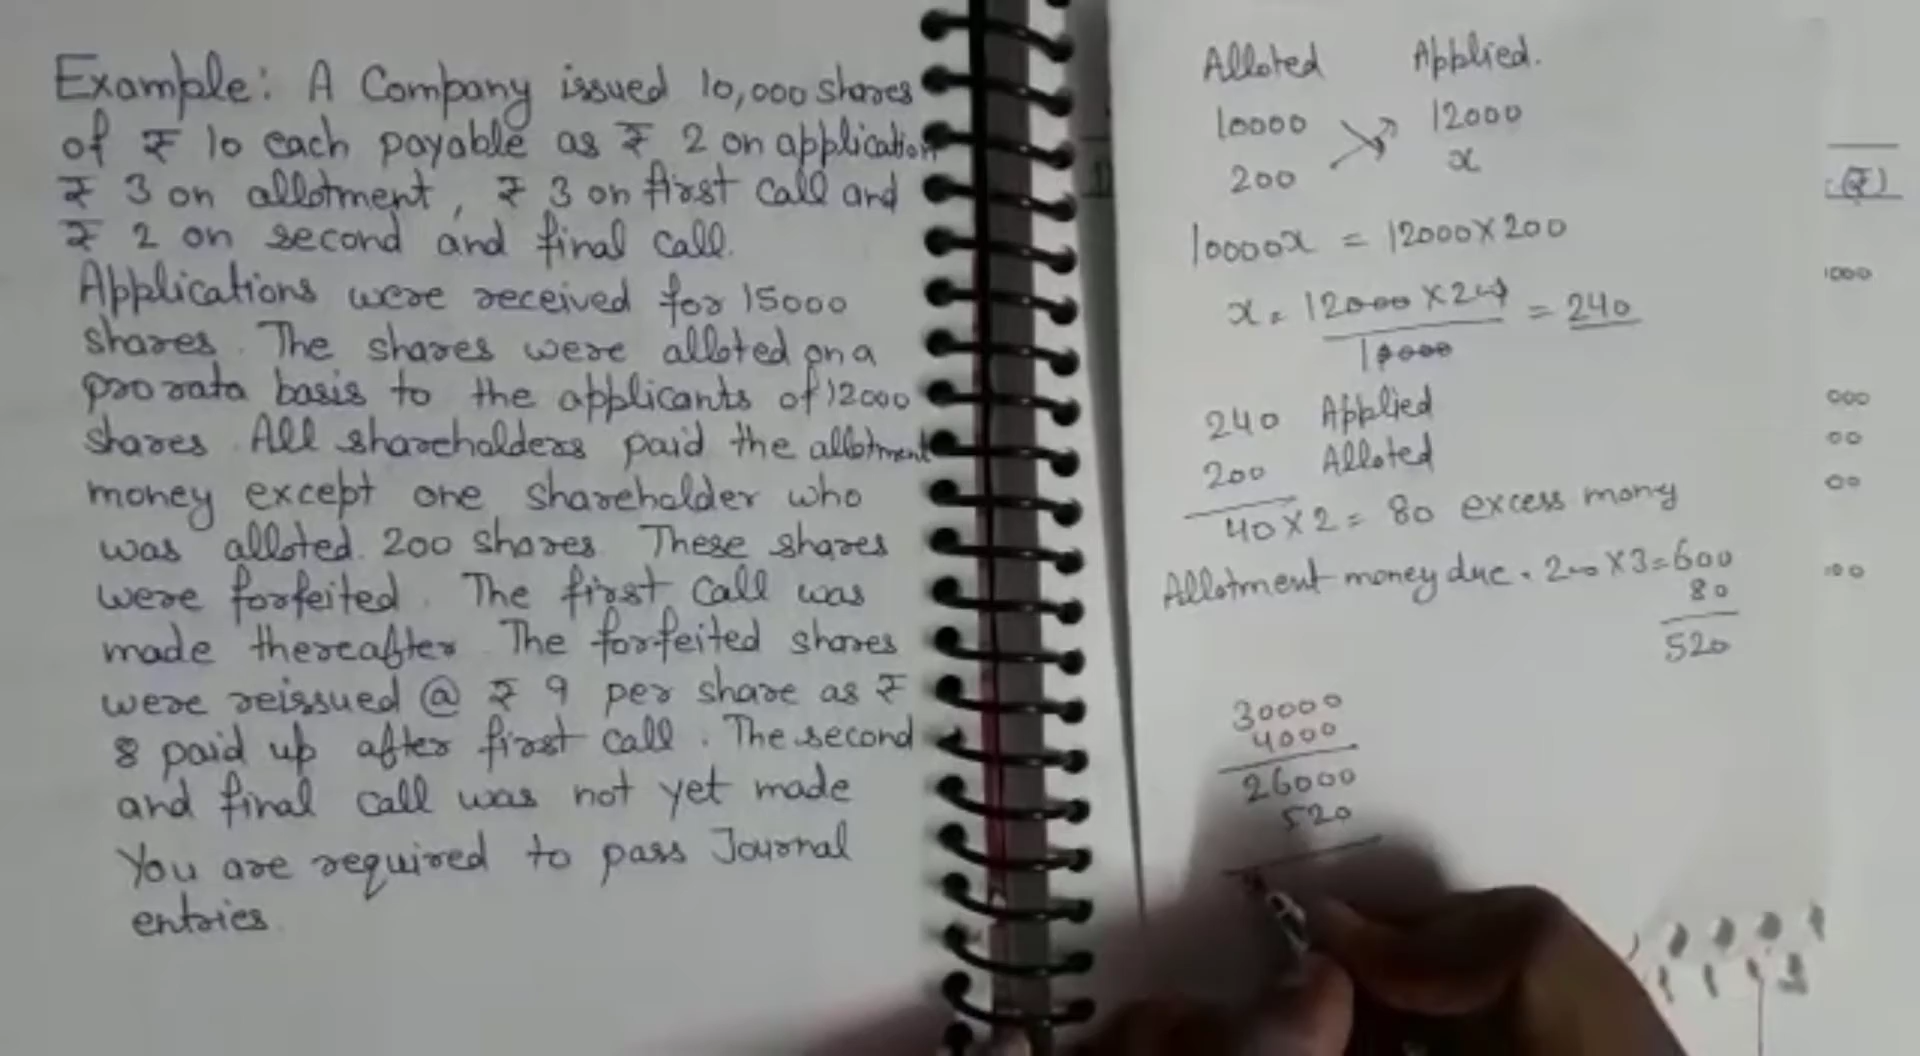 Example: A Company issued 10,000 shares
of ₹ 10 each payable as ₹ 2 on application
₹ 3 on allotment, ₹ 3 on first call and
₹ 2 on second and final call.
Applications were received for 15000
shares. The shares were alloted on a
pro rata basis to the applicants of 12000
shares. All shareholders paid the allotment
money except one shareholder who
was alloted 200 shares. These shares
were forfeited. The first call was
made thereafter. The forfeited shares
were reissued @ ₹ 9 per share as ₹
8 paid up after first call. The second
and final call was not yet made
You are required to pass Journal
entries.
Alloted Applied.
10000 12000
200 x
10000x = 12000 × 200
x = 12000 × 200 = 240
10000
240 Applied
200 Alloted
40 × 2 = 80 excess mony
Allotment money due = 200 × 3 = 600
80
520
30000
4000
26000
520
(₹)
000
00
00
00